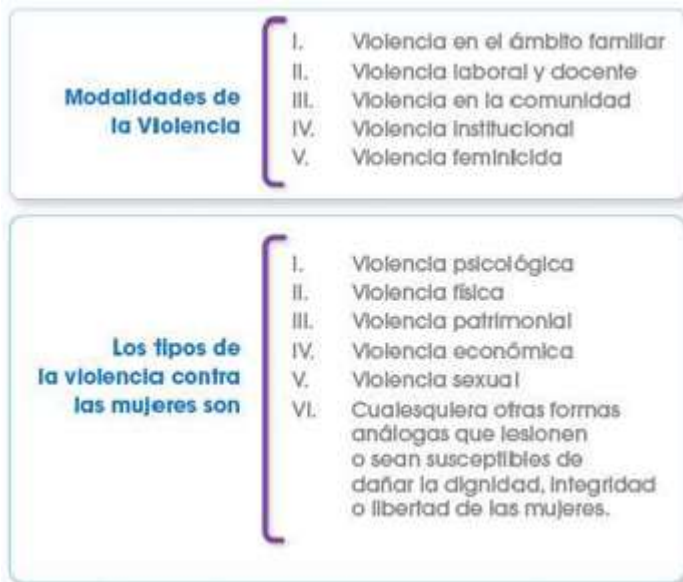 Modalidades de
la Violencia
I. Violencia en el ámbito familiar
II. Violencia laboral y docente
III. Violencia en la comunidad
IV. Violencia institucional
V. Violencia feminicida
Los tipos de
la violencia contra
las mujeres son
I. Violencia psicológica
II. Violencia física
III. Violencia patrimonial
IV. Violencia económica
V. Violencia sexual
VI. Cualesquiera otras formas
análogas que lesionen
o sean susceptibles de
dañar la dignidad, integridad
o libertad de las mujeres.